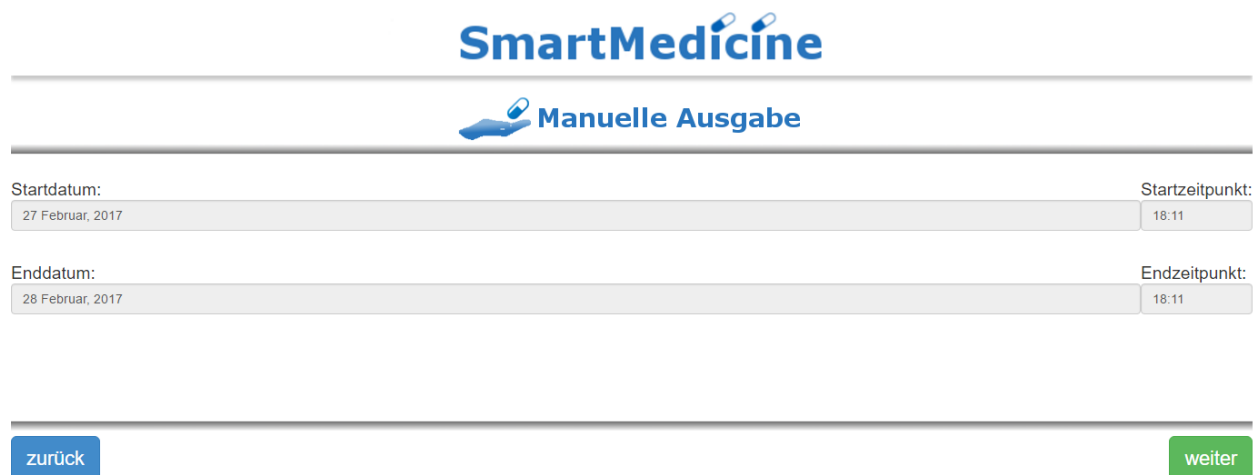 SmartMedicine
Manuelle Ausgabe
Startdatum: Startzeitpunkt:
27 Februar, 2017 18:11
Enddatum: Endzeitpunkt:
28 Februar, 2017 18:11
zurück weiter